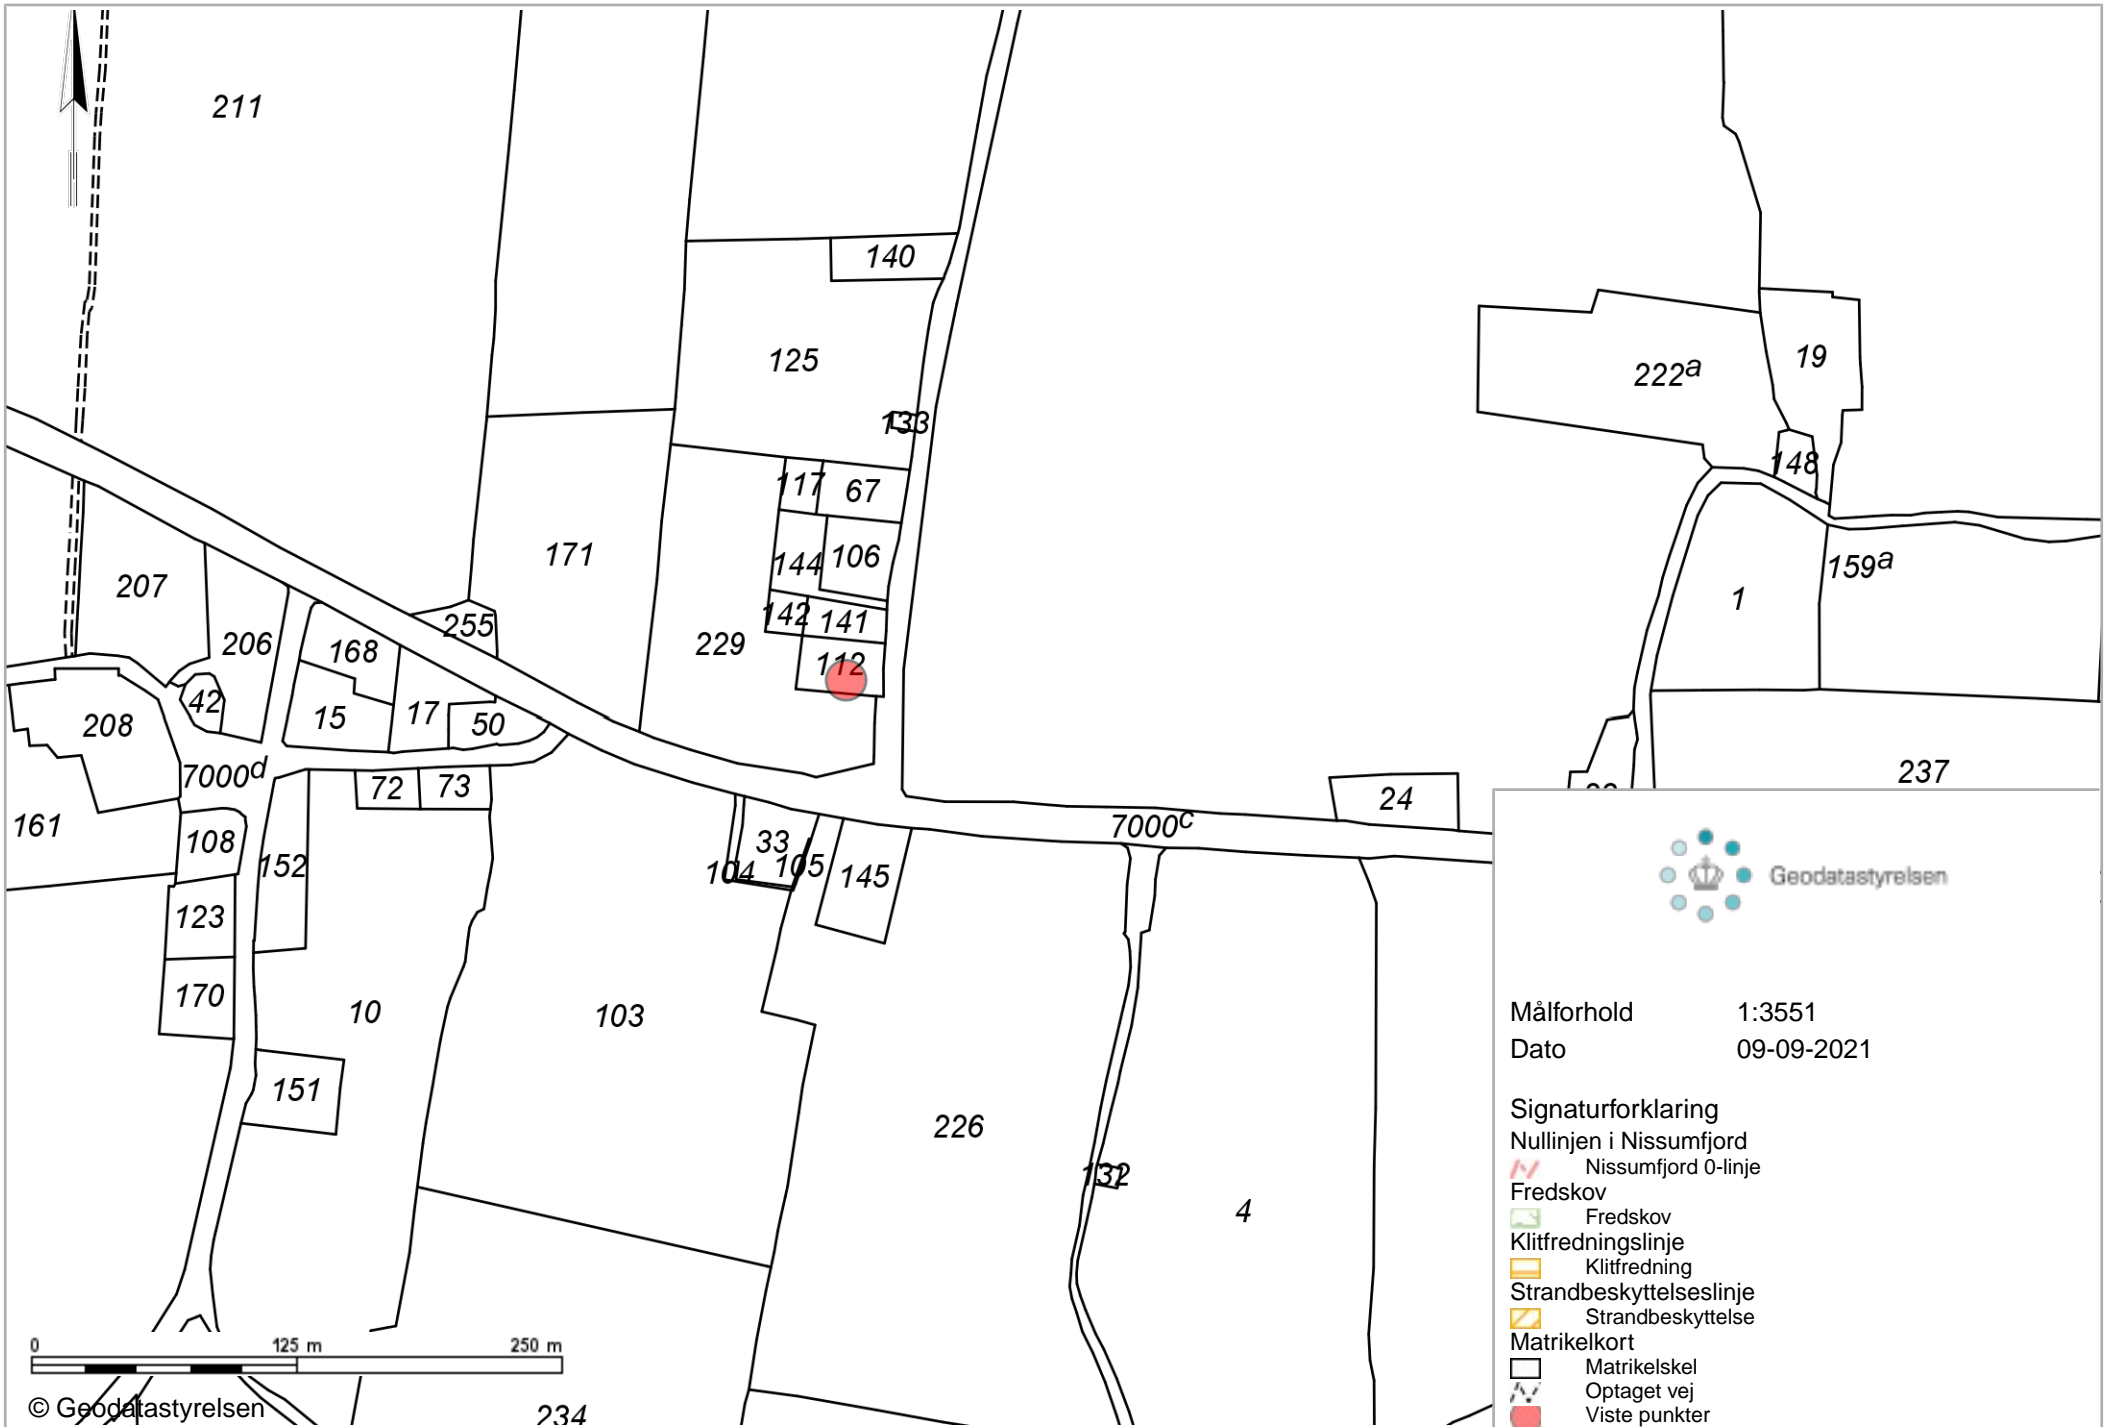 211
140
125
222a
19
133
148
117
67
171
144
106
159a
207
1
142
141
255
206
229
168
112
42
15
17
50
208
7000d
72
73
237
24
161
7000c
108
33
152
104
105
145
Geodatastyrelsen
123
170
10
103
Målforhold 1:3551
Dato 09-09-2021
151
Signaturforklaring
226
Nullinjen i Nissumfjord
Nissumfjord 0-linje
132
Fredskov
4
Fredskov
Klitfredningslinje
Klitfredning
Strandbeskyttelseslinje
Strandbeskyttelse
0 125 m 250 m
Matrikelkort
Matrikelskel
Optaget vej
© Geodatastyrelsen
234
Viste punkter